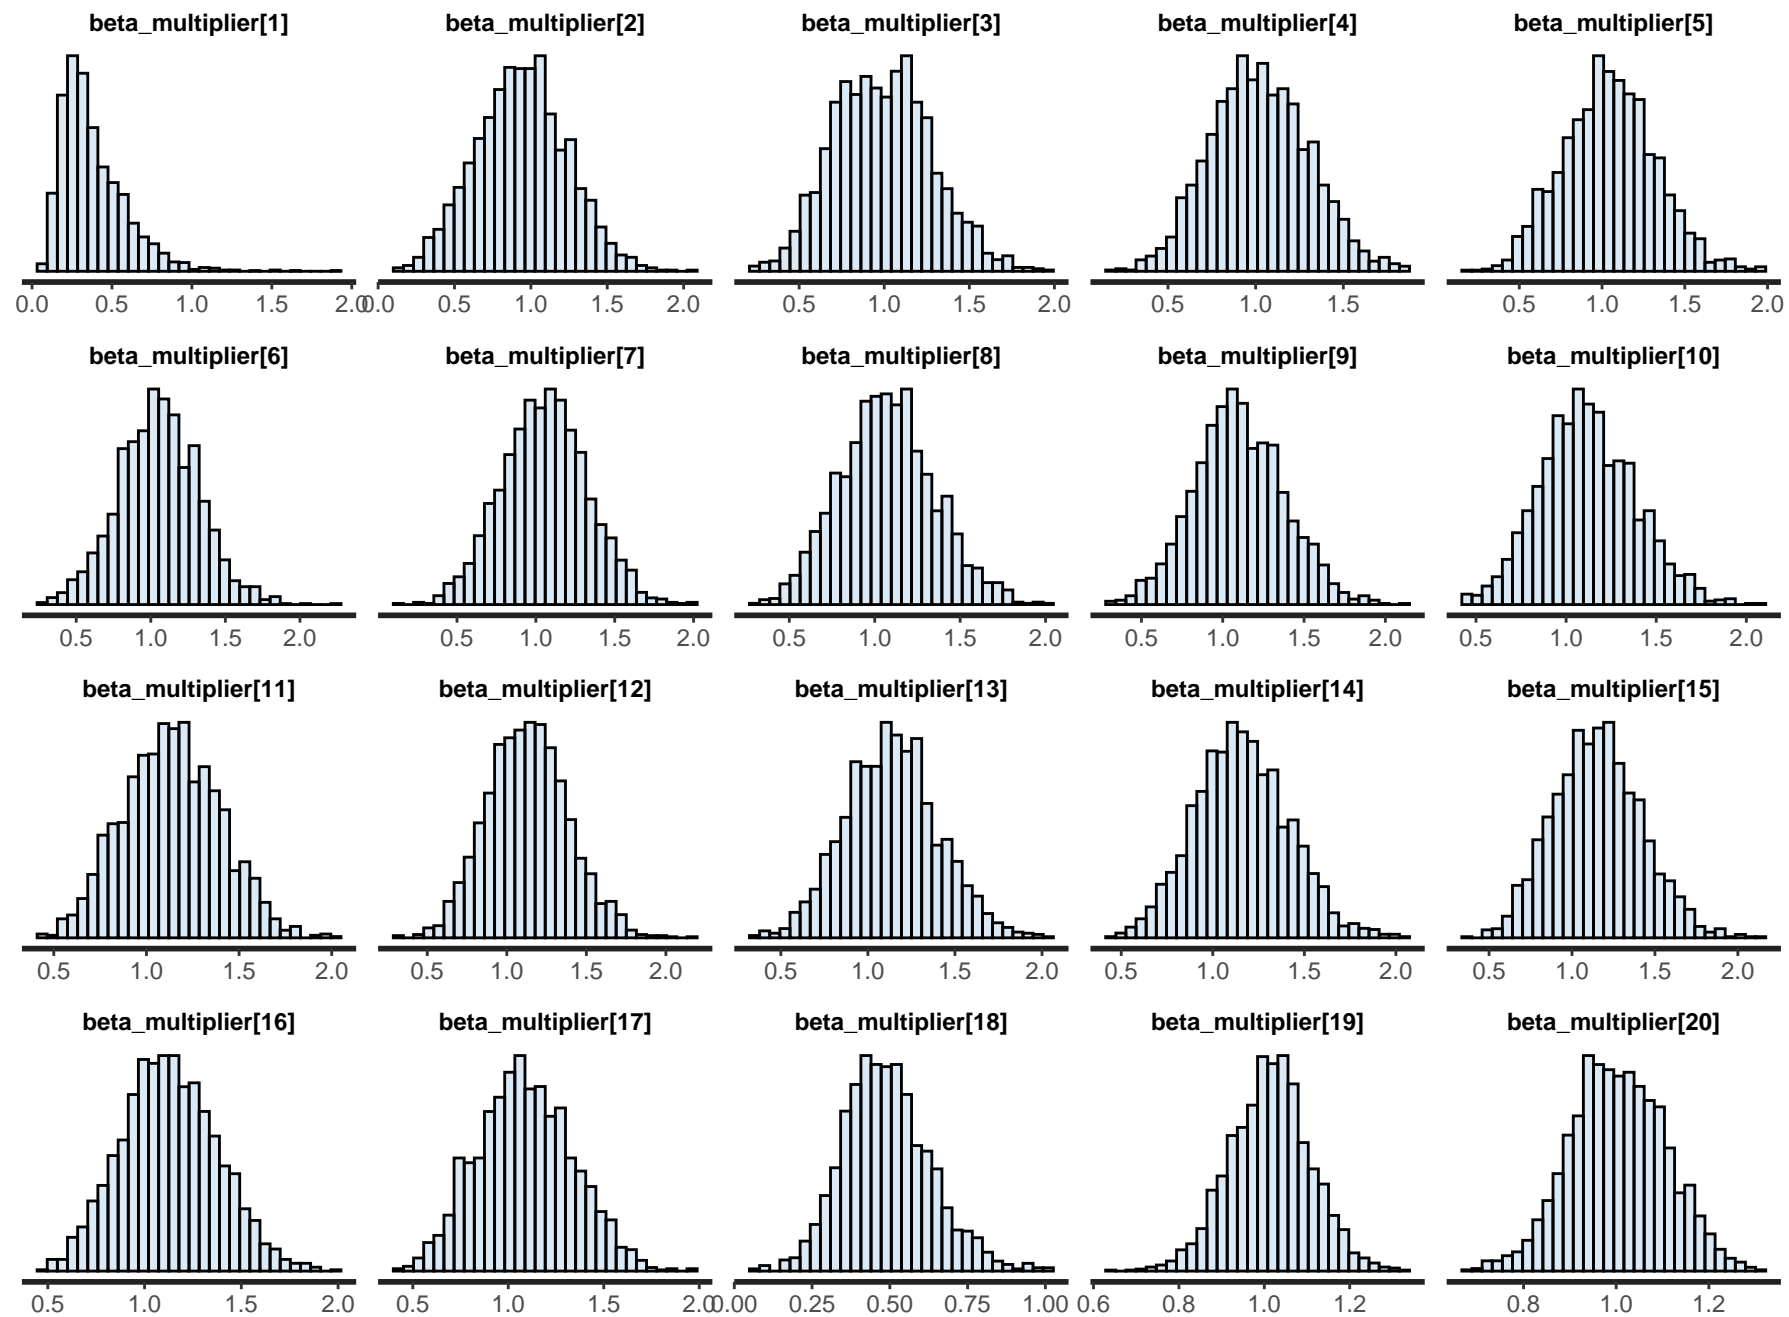 beta_multiplier[1] beta_multiplier[2] beta_multiplier[3] beta_multiplier[4] beta_multiplier[5]
0.0 0.5 1.0 1.5 2.0 0.0 0.5 1.0 1.5 2.0 0.5 1.0 1.5 2.0 0.5 1.0 1.5 0.5 1.0 1.5 2.0
beta_multiplier[6] beta_multiplier[7] beta_multiplier[8] beta_multiplier[9] beta_multiplier[10]
0.5 1.0 1.5 2.0 0.5 1.0 1.5 2.0 0.5 1.0 1.5 2.0 0.5 1.0 1.5 2.0 0.5 1.0 1.5 2.0
beta_multiplier[11] beta_multiplier[12] beta_multiplier[13] beta_multiplier[14] beta_multiplier[15]
0.5 1.0 1.5 2.0 0.5 1.0 1.5 2.0 0.5 1.0 1.5 2.0 0.5 1.0 1.5 2.0 0.5 1.0 1.5 2.0
beta_multiplier[16] beta_multiplier[17] beta_multiplier[18] beta_multiplier[19] beta_multiplier[20]
0.5 1.0 1.5 2.0 0.5 1.0 1.5 2.0 0.00 0.25 0.50 0.75 1.00 0.6 0.8 1.0 1.2 0.8 1.0 1.2